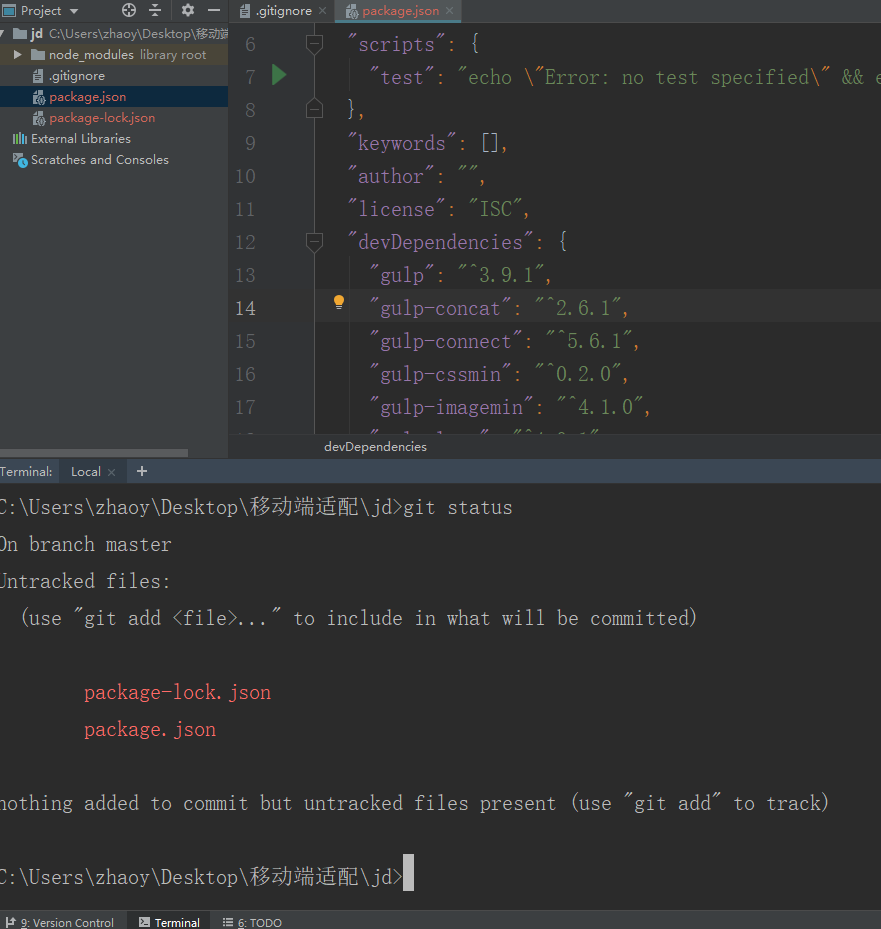 Project
.gitignore
package.json
jd C:\Users\zhaoy\Desktop\移动端
node_modules library root
.gitignore
package.json
package-lock.json
External Libraries
Scratches and Consoles
6 "scripts": {
7 "test": "echo \"Error: no test specified\" && e
8 },
9 "keywords": [],
10 "author": "",
11 "license": "ISC",
12 "devDependencies": {
13 "gulp": "^3.9.1",
14 "gulp-concat": "^2.6.1",
15 "gulp-connect": "^5.6.1",
16 "gulp-cssmin": "^0.2.0",
17 "gulp-imagemin": "^4.1.0",
devDependencies
Terminal: Local +
C:\Users\zhaoy\Desktop\移动端适配\jd>git status
On branch master
Untracked files:
(use "git add <file>..." to include in what will be committed)
package-lock.json
package.json
nothing added to commit but untracked files present (use "git add" to track)
C:\Users\zhaoy\Desktop\移动端适配\jd>
9: Version Control Terminal 6: TODO